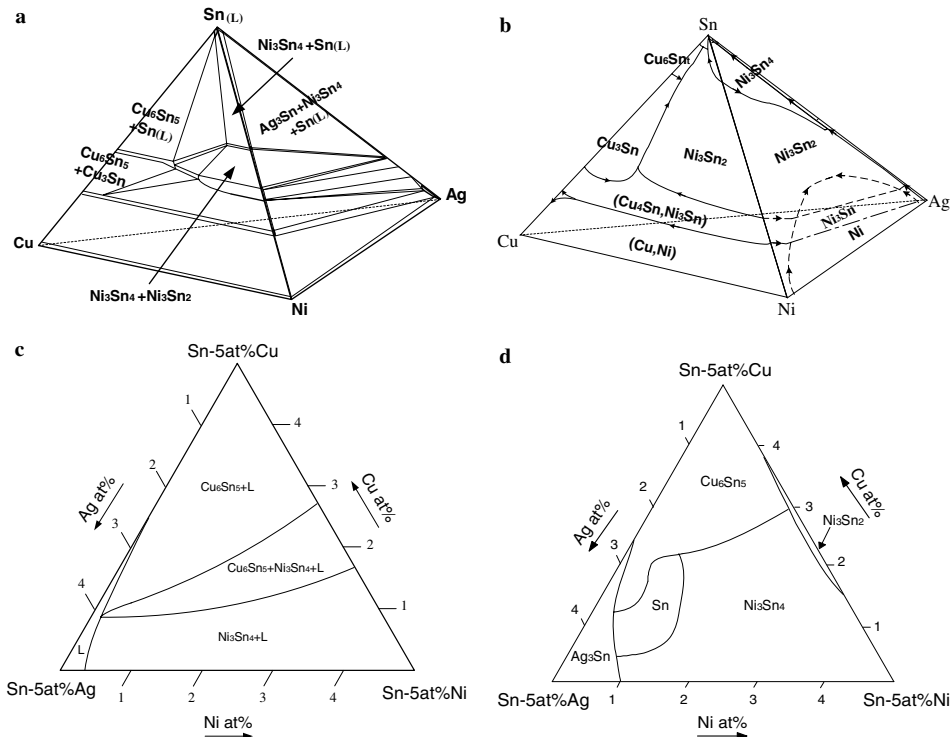 a
Sn(L)
Ni3Sn4+Sn(L)
Cu6Sn5
+Sn(L)
Ag3Sn+Ni3Sn4
+Sn(L)
Cu6Sn5
+Cu3Sn
Ag
Cu
Ni3Sn4+Ni3Sn2
Ni
b
Sn
Ni3Sn4
Cu3Sn
Ni3Sn2
Ni3Sn2
(Cu4Sn,Ni3Sn)
Ni3Sn
Ag
Ni
Cu
(Cu,Ni)
Ni
c
Sn-5at%Cu
1
4
2
Ag at%
Cu6Sn5+L
3
Cu at%
3
2
Cu6Sn5+Ni3Sn4+L
4
1
Ni3Sn4+L
L
Sn-5at%Ag
1
2
3
4
Sn-5at%Ni
Ni at%
d
Sn-5at%Cu
1
4
2
Cu6Sn5
Ag at%
3
Cu at%
Ni3Sn2
3
2
Sn
Ni3Sn4
4
1
Ag3Sn
Sn-5at%Ag
1
2
3
4
Sn-5at%Ni
Ni at%